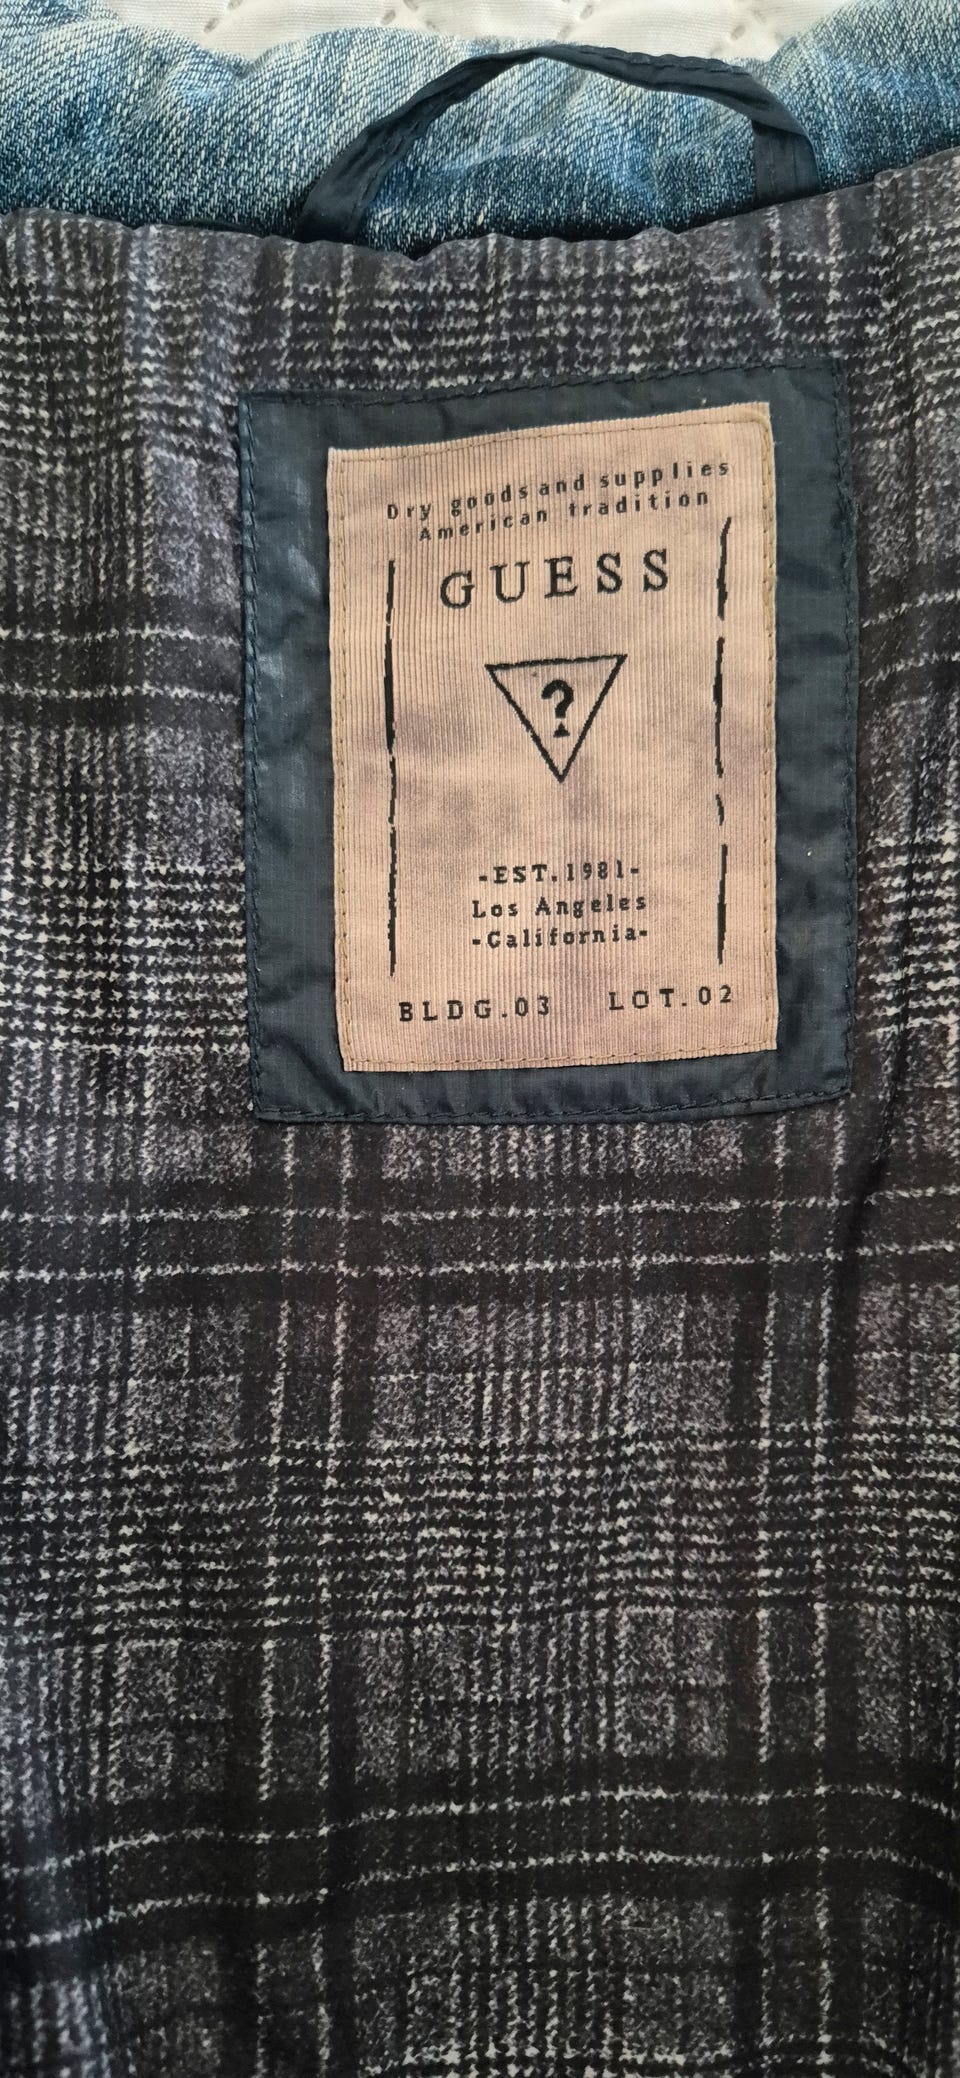 Dry goods and supplies
American tradition
GUESS
?
-EST.1981-
Los Angeles
-California-
BLDG.03 LOT.02